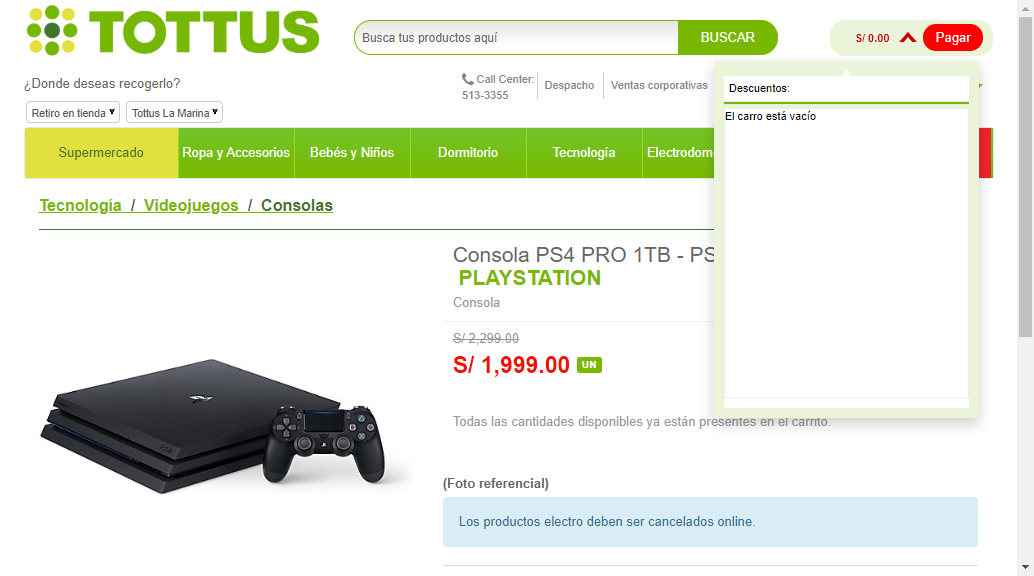 TOTTUS
Busca tus productos aquí
BUSCAR
S/ 0.00
Pagar
¿Donde deseas recogerlo?
Call Center:
513-3355
Despacho
Ventas corporativas
Retiro en tienda
Tottus La Marina
Descuentos:
El carro está vacío
Supermercado
Ropa y Accesorios
Bebés y Niños
Dormitorio
Tecnología
Electrodom
Tecnología / Videojuegos / Consolas
Consola PS4 PRO 1TB - PS
PLAYSTATION
Consola
S/ 2,299.00
S/ 1,999.00 UN
Todas las cantidades disponibles ya están presentes en el carrito.
(Foto referencial)
Los productos electro deben ser cancelados online.